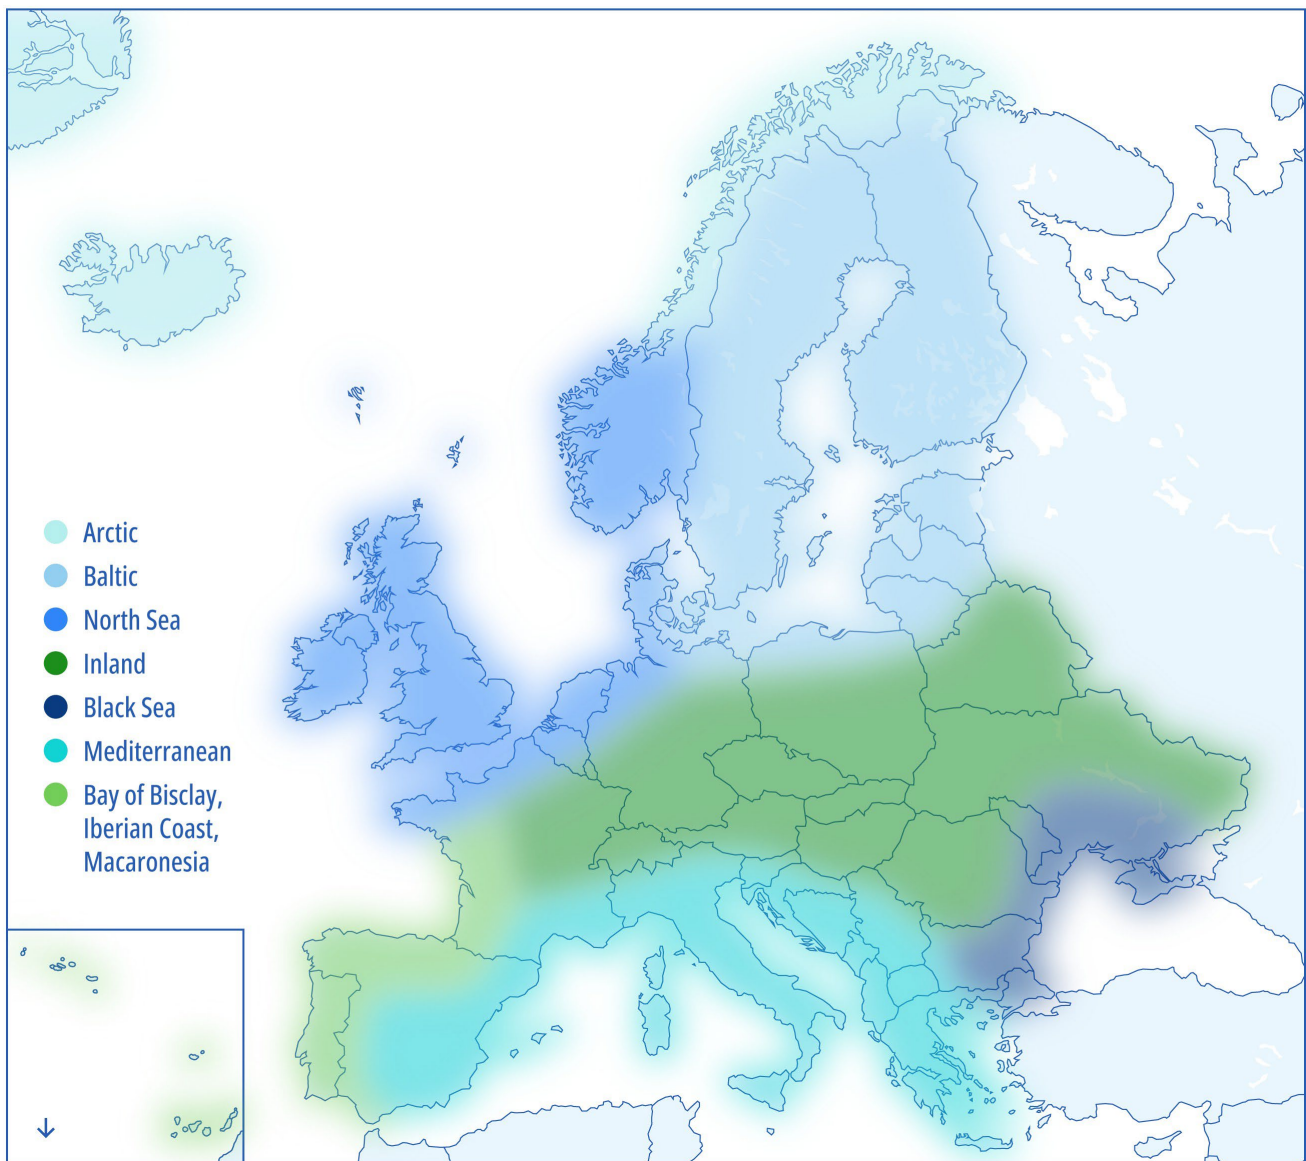 Arctic
Baltic
North Sea
Inland
Black Sea
Mediterranean
Bay of Bisclay,
Iberian Coast,
Macaronesia